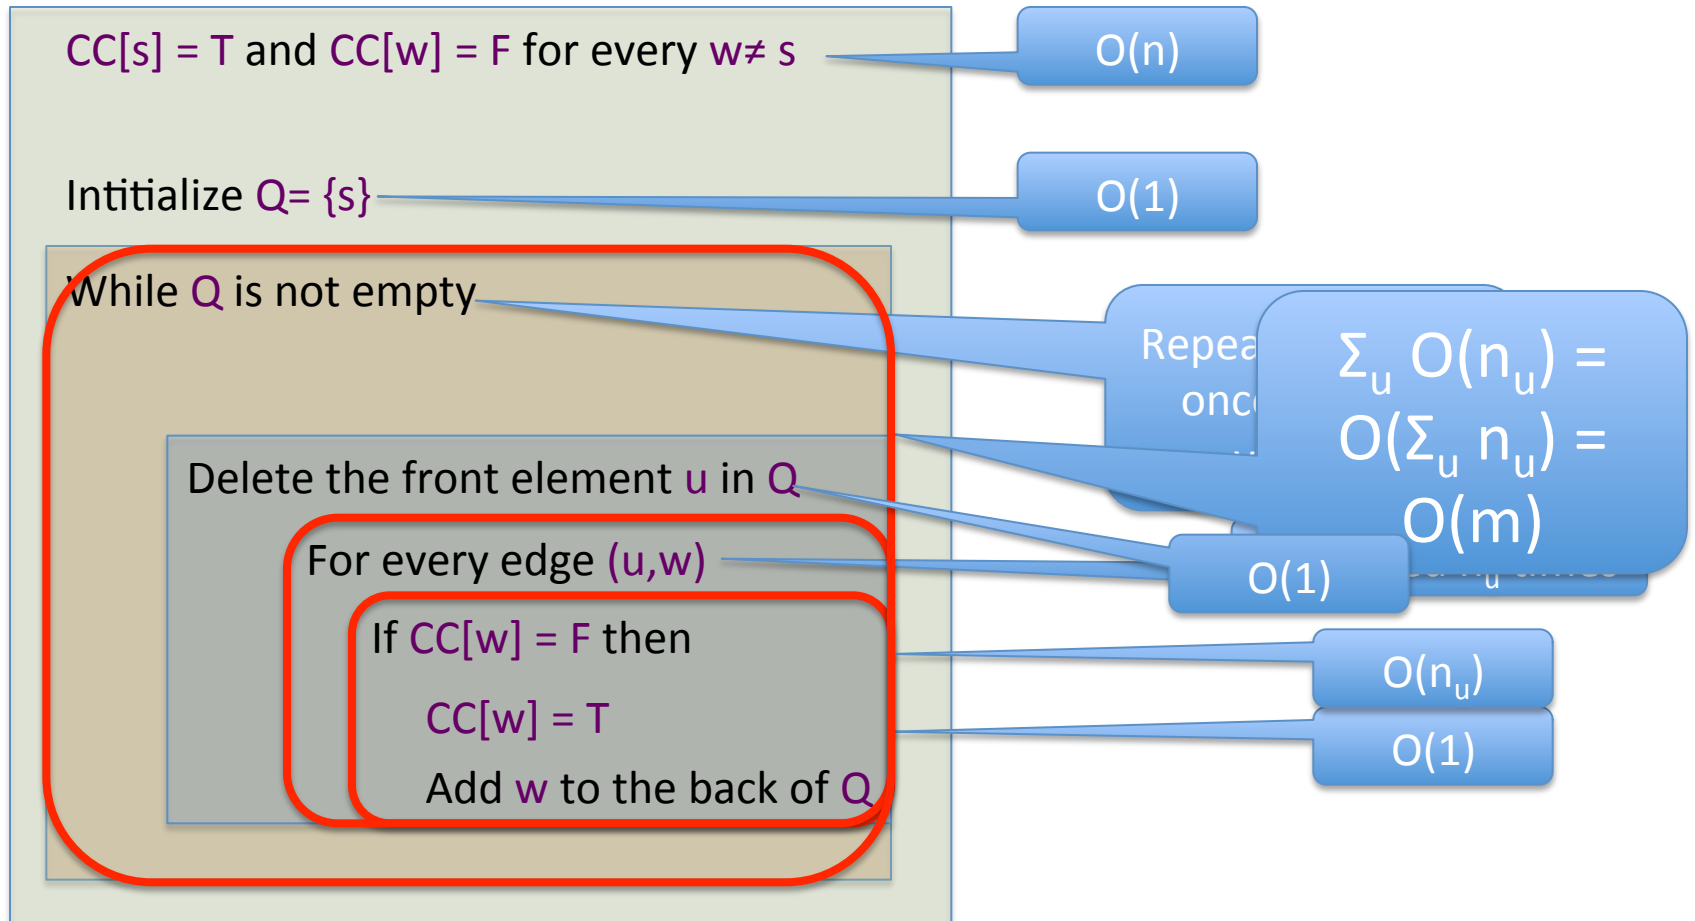 CC[s] = T and CC[w] = F for every w≠ s
O(n)
Intitialize Q= {s}
O(1)
While Q is not empty
Σu O(nu) =
O(Σu nu) =
O(m)
Delete the front element u in Q
O(1)
For every edge (u,w)
If CC[w] = F then
O(nu)
CC[w] = T
O(1)
Add w to the back of Q